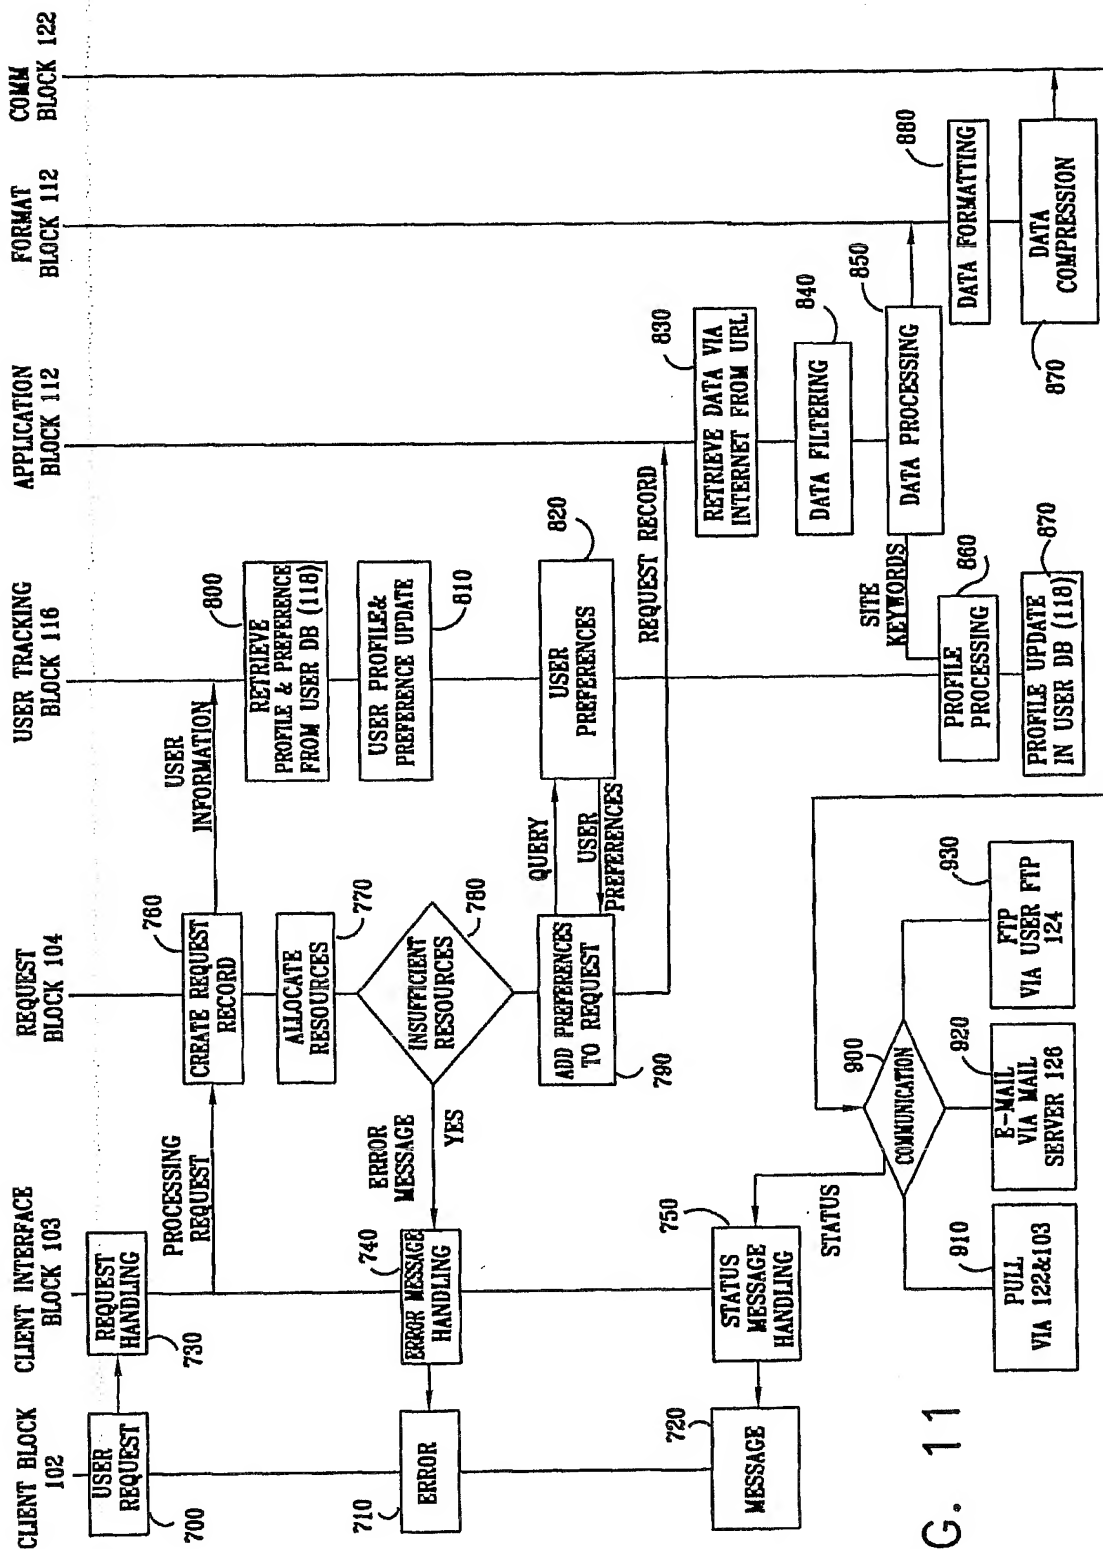 CLIENT BLOCK
102
CLIENT INTERFACE
BLOCK 103
REQUEST
BLOCK 104
USER TRACKING
BLOCK 116
APPLICATION
BLOCK 112
FORMAT
BLOCK 112
COMM
BLOCK 122
USER
REQUEST
700
REQUEST
HANDLING
730
PROCESSING
REQUEST
CREATE REQUEST
RECORD
760
USER
INFORMATION
RETRIEVE
PROFILE & PREFERENCE
FROM USER DB (118)
800
ALLOCATE
RESOURCES
770
USER PROFILE&
PREFERENCE UPDATE
810
ERROR
710
ERROR MESSAGE
HANDLING
740
ERROR
MESSAGE
YES
INSUFFICIENT
RESOURCES
780
QUERY
USER
PREFERENCES
ADD PREFERENCES
TO REQUEST
790
USER
PREFERENCES
820
REQUEST RECORD
RETRIEVE DATA VIA
INTERNET FROM URL
830
DATA FILTERING
840
DATA PROCESSING
850
SITE
KEYWORDS
PROFILE
PROCESSING
860
PROFILE UPDATE
IN USER DB (118)
870
DATA FORMATTING
880
DATA
COMPRESSION
870
MESSAGE
720
STATUS
MESSAGE
HANDLING
750
STATUS
COMMUNICATION
900
PULL
VIA 122&103
910
E-MAIL
VIA MAIL
SERVER 126
920
FTP
VIA USER FTP
124
930
G. 11